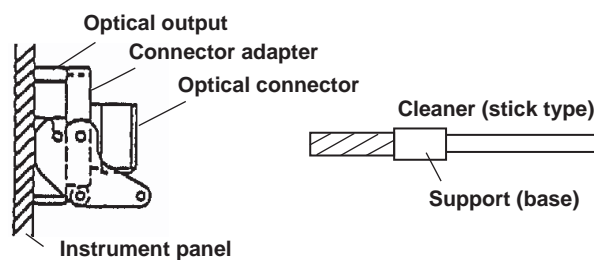 Optical output
Connector adapter
Optical connector
Cleaner (stick type)
Support (base)
Instrument panel